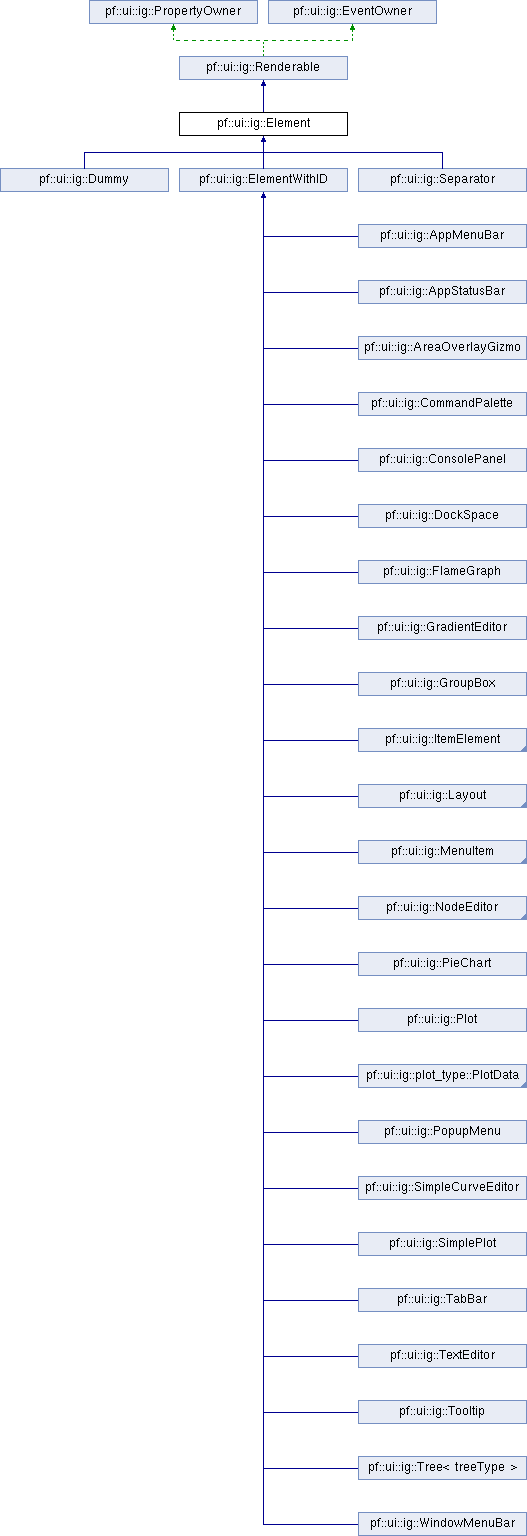 pf::ui::ig::PropertyOwner
pf::ui::ig::EventOwner
pf::ui::ig::Renderable
pf::ui::ig::Element
pf::ui::ig::Dummy
pf::ui::ig::ElementWithID
pf::ui::ig::Separator
pf::ui::ig::AppMenuBar
pf::ui::ig::AppStatusBar
pf::ui::ig::AreaOverlayGizmo
pf::ui::ig::CommandPalette
pf::ui::ig::ConsolePanel
pf::ui::ig::DockSpace
pf::ui::ig::FlameGraph
pf::ui::ig::GradientEditor
pf::ui::ig::GroupBox
pf::ui::ig::ItemElement
pf::ui::ig::Layout
pf::ui::ig::MenuItem
pf::ui::ig::NodeEditor
pf::ui::ig::PieChart
pf::ui::ig::Plot
pf::ui::ig::plot_type::PlotData
pf::ui::ig::PopupMenu
pf::ui::ig::SimpleCurveEditor
pf::ui::ig::SimplePlot
pf::ui::ig::TabBar
pf::ui::ig::TextEditor
pf::ui::ig::Tooltip
pf::ui::ig::Tree< treeType >
pf::ui::ig::WindowMenuBar